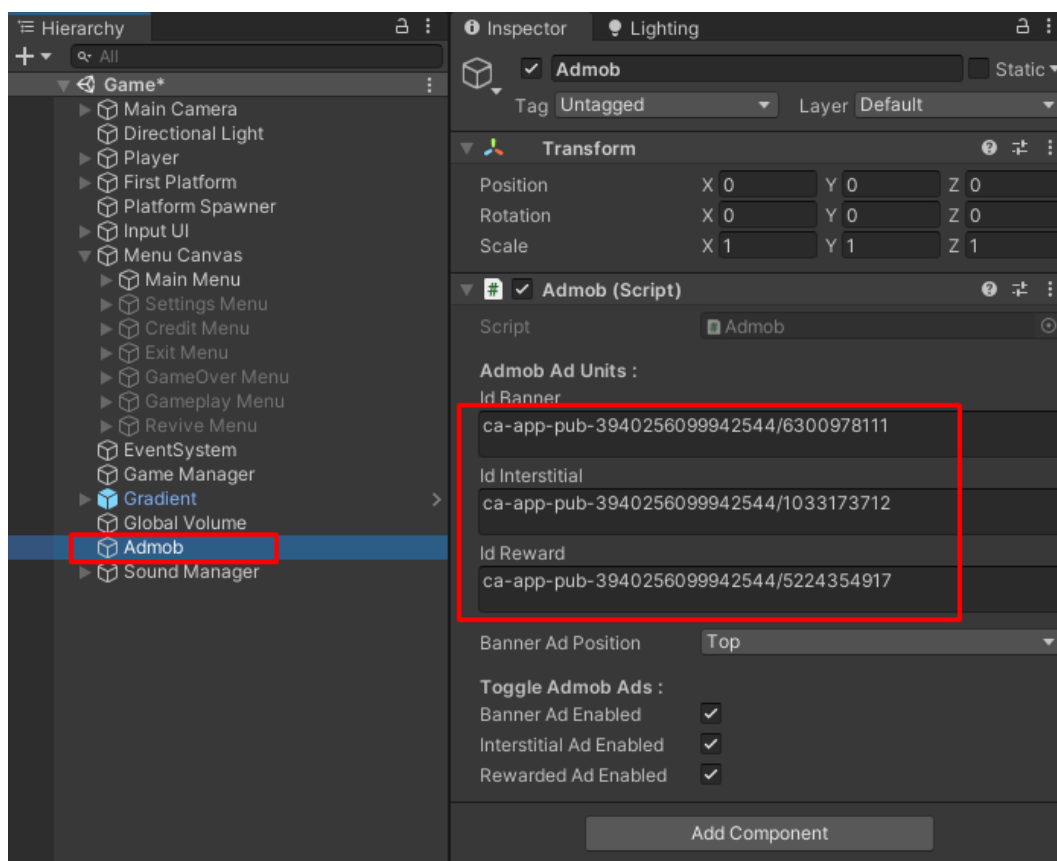 Hierarchy
All
Game*
Main Camera
Directional Light
Player
First Platform
Platform Spawner
Input UI
Menu Canvas
Main Menu
Settings Menu
Credit Menu
Exit Menu
GameOver Menu
Gameplay Menu
Revive Menu
EventSystem
Game Manager
Gradient
Global Volume
Admob
Sound Manager
Inspector Lighting
Admob Static
Tag Untagged Layer Default
Transform
Position X 0 Y 0 Z 0
Rotation X 0 Y 0 Z 0
Scale X 1 Y 1 Z 1
# Admob (Script)
Script Admob
Admob Ad Units :
Id Banner
ca-app-pub-3940256099942544/6300978111
Id Interstitial
ca-app-pub-3940256099942544/1033173712
Id Reward
ca-app-pub-3940256099942544/5224354917
Banner Ad Position Top
Toggle Admob Ads :
Banner Ad Enabled
Interstitial Ad Enabled
Rewarded Ad Enabled
Add Component